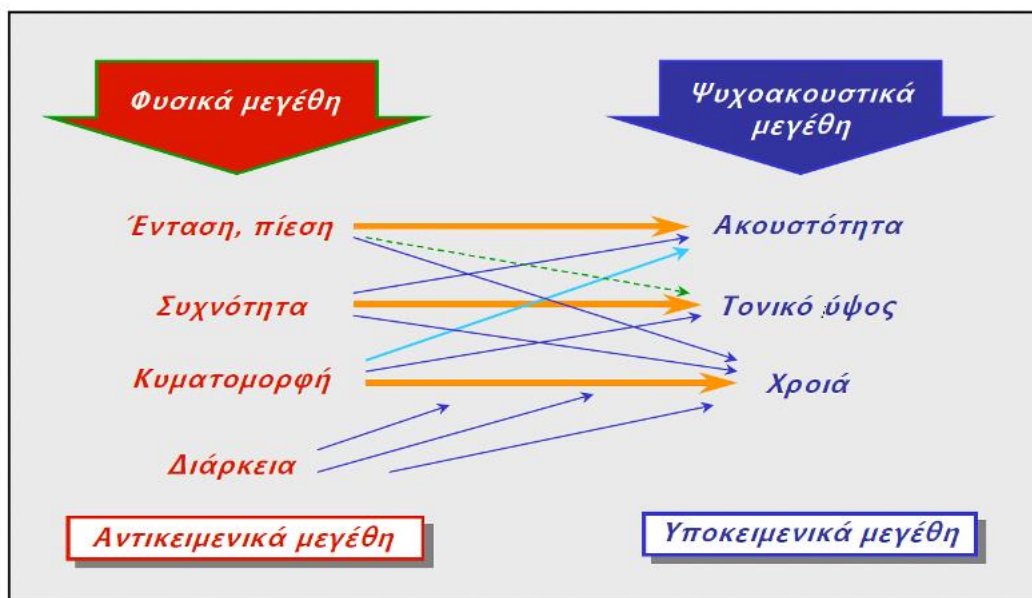 Φυσικά μεγέθη
Ψυχοακουστικά
μεγέθη
Ένταση, πίεση
Ακουστότητα
Συχνότητα
Τονικό ύψος
Κυματομορφή
Χροιά
Διάρκεια
Αντικειμενικά μεγέθη
Υποκειμενικά μεγέθη